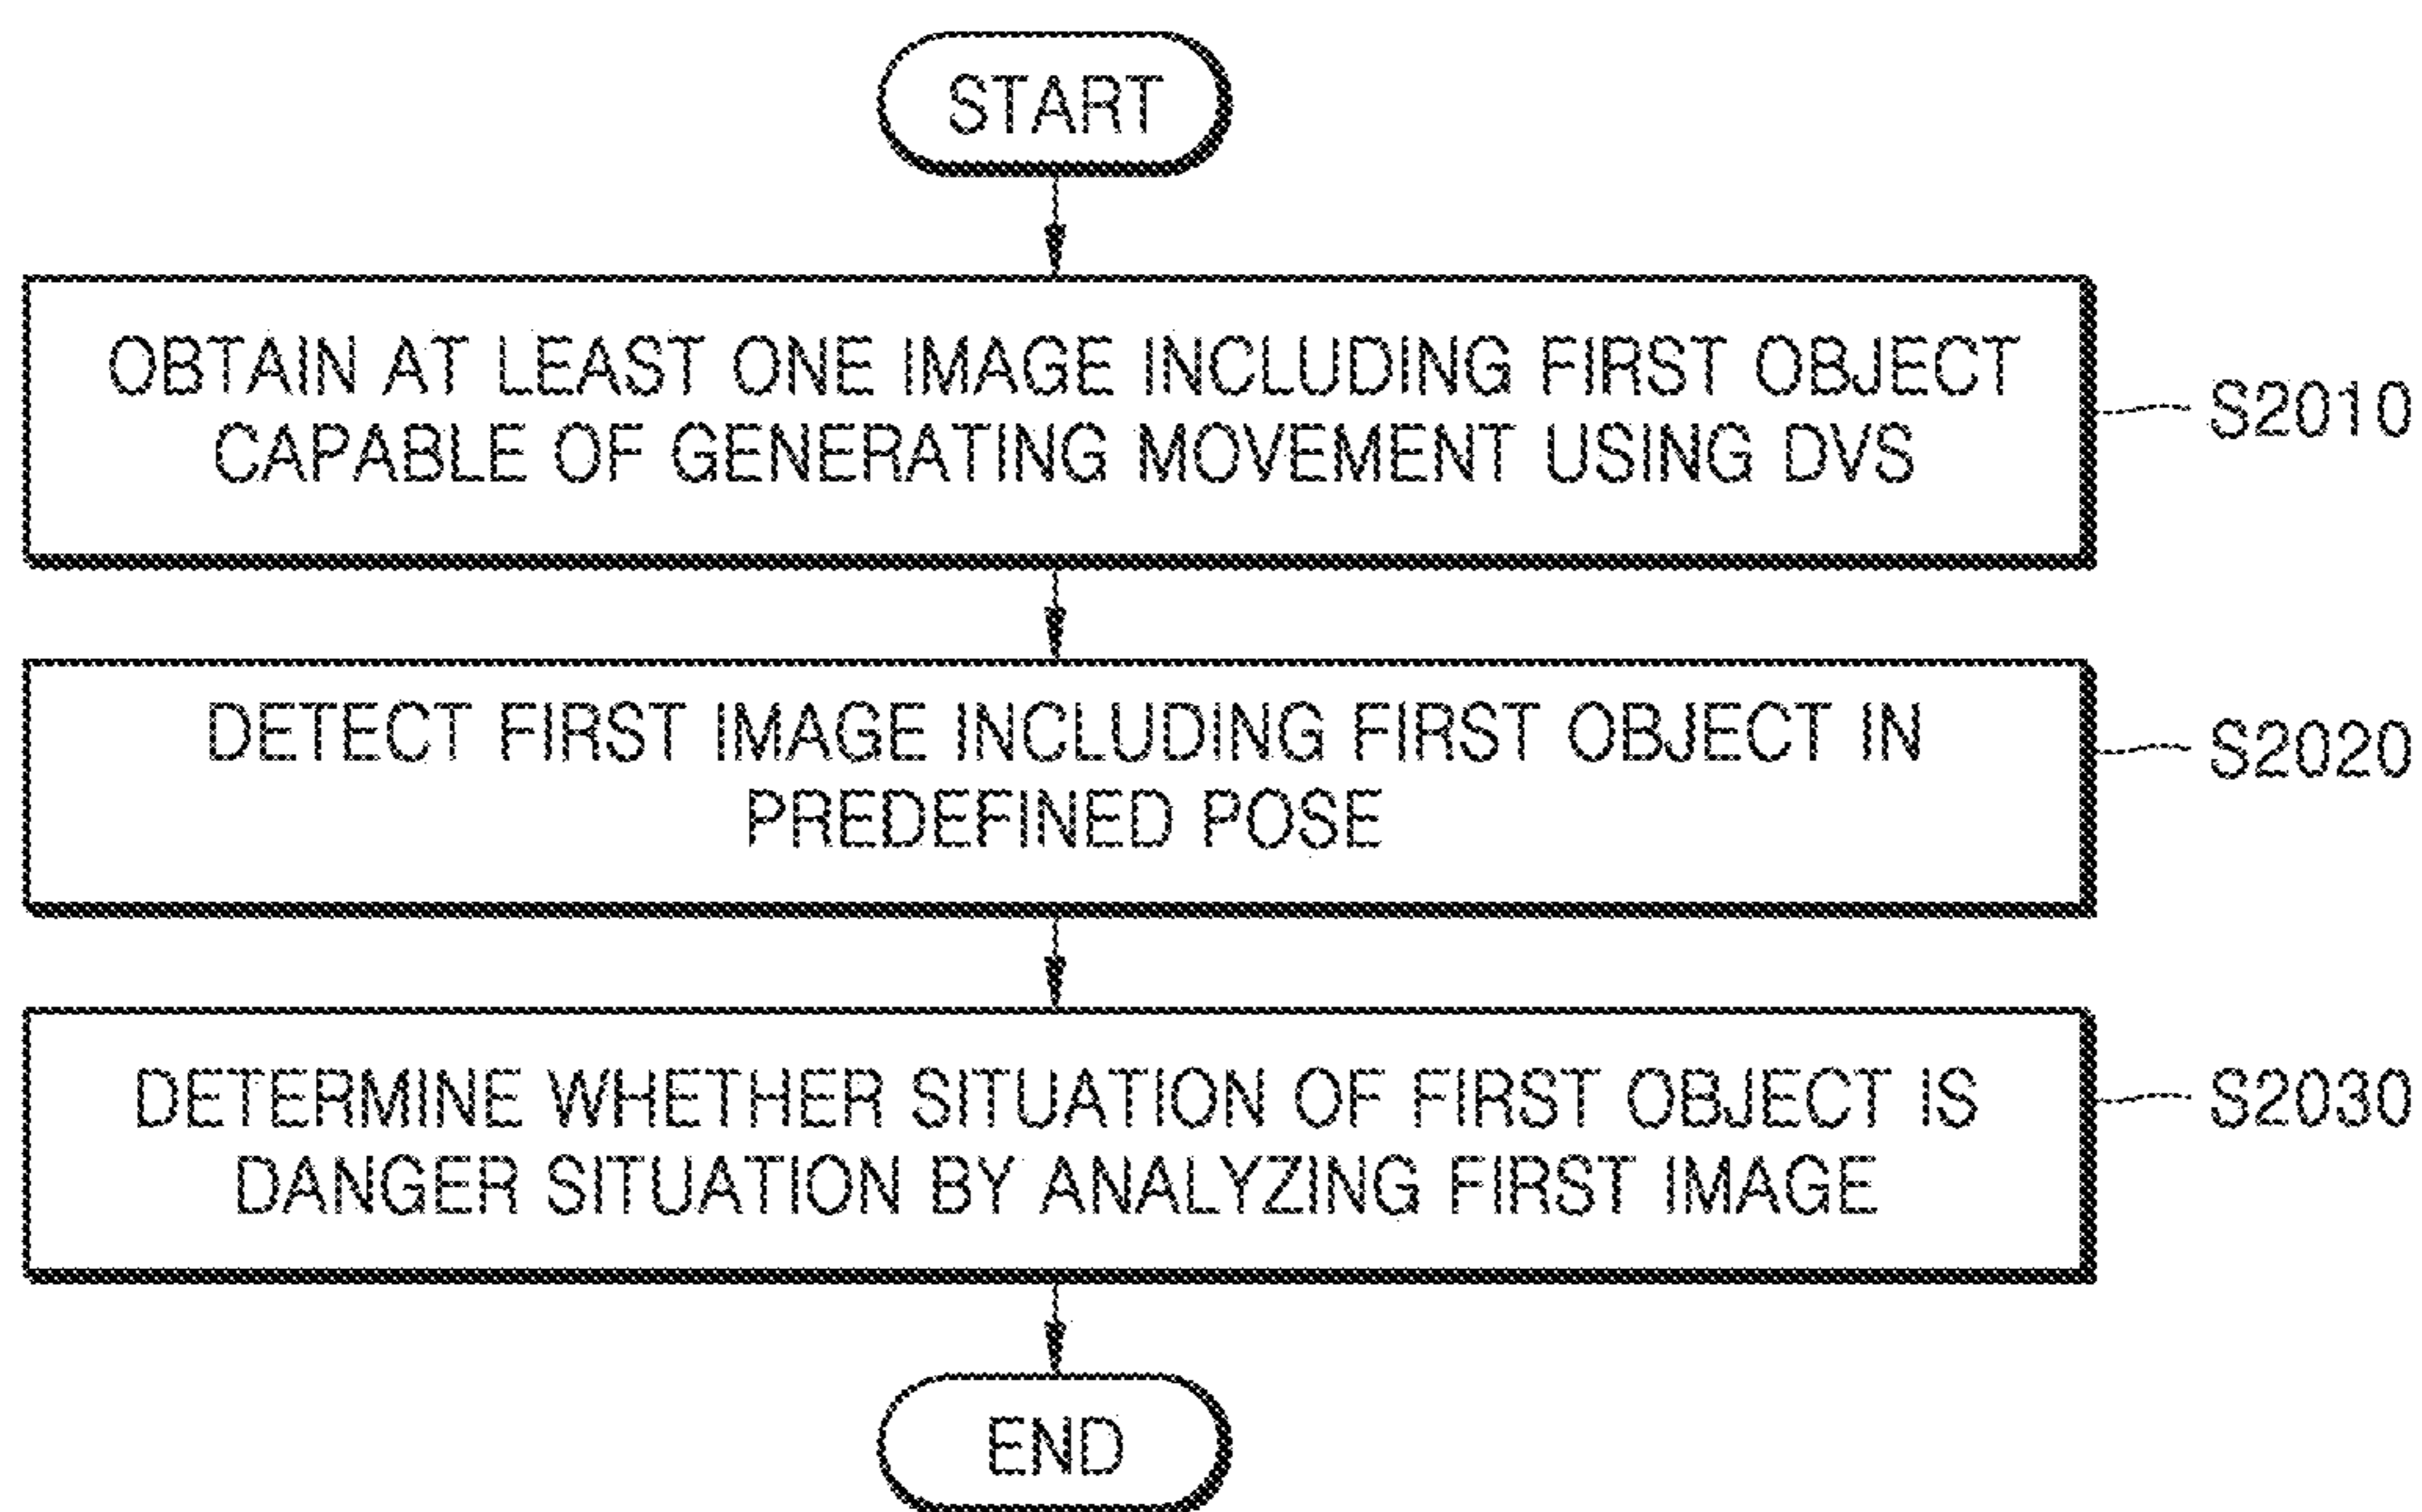 START
OBTAIN AT LEAST ONE IMAGE INCLUDING FIRST OBJECT
CAPABLE OF GENERATING MOVEMENT USING DVS
S2010
DETECT FIRST IMAGE INCLUDING FIRST OBJECT IN
PREDEFINED POSE
S2020
DETERMINE WHETHER SITUATION OF FIRST OBJECT IS
DANGER SITUATION BY ANALYZING FIRST IMAGE
S2030
END